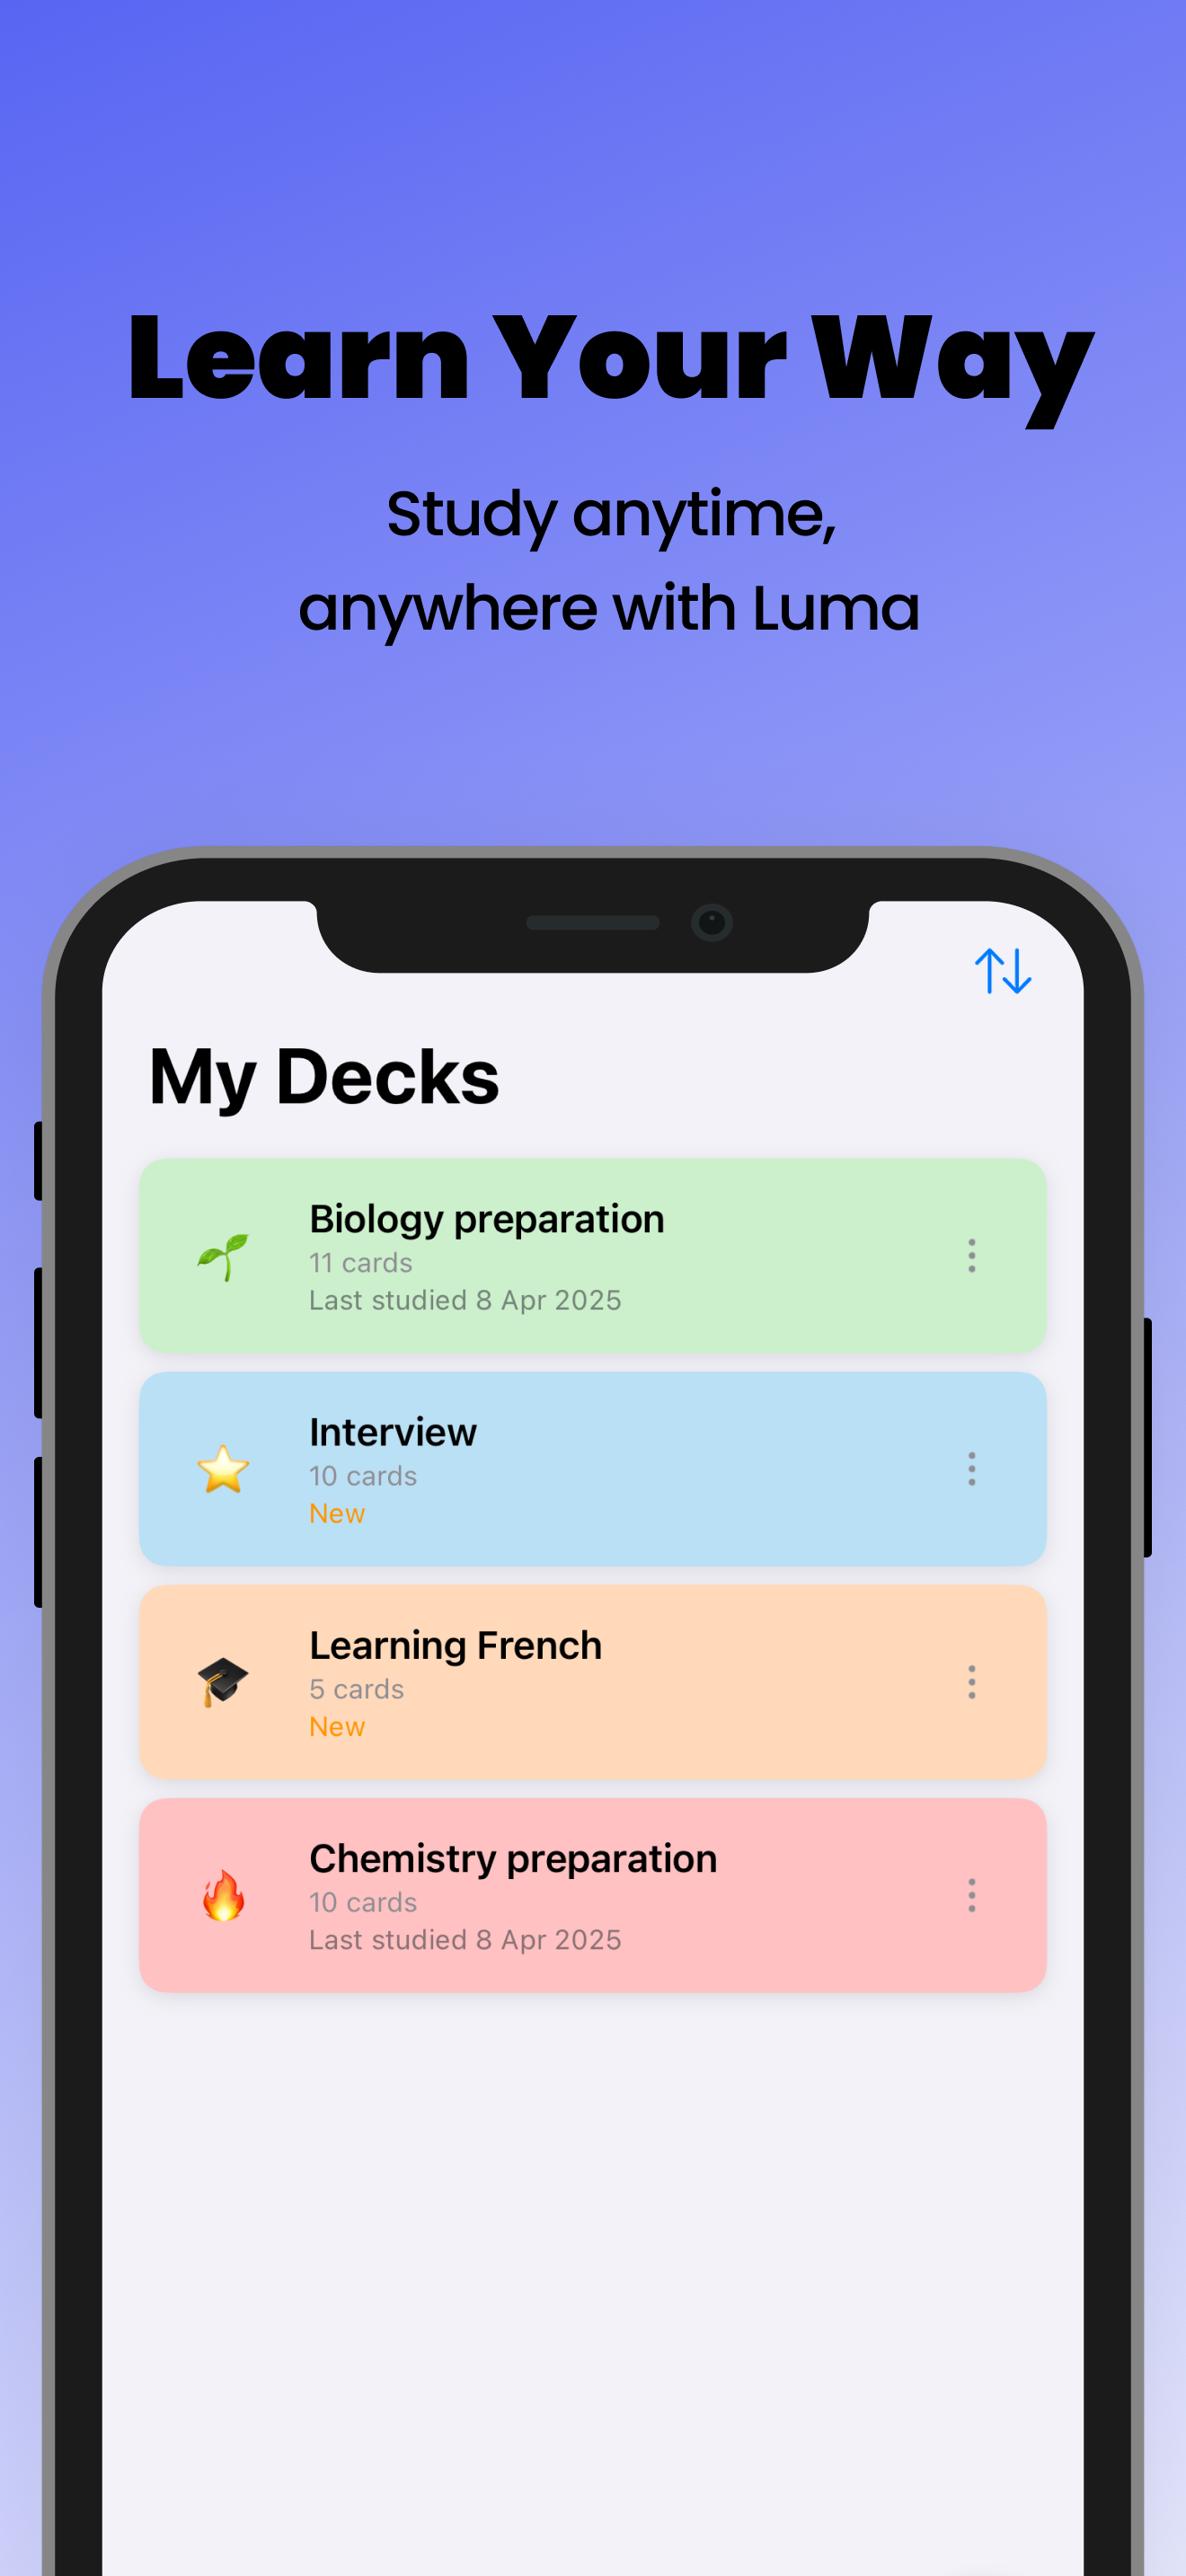 Learn Your Way
Study anytime,
anywhere with Luma
My Decks
Biology preparation
11 cards
Last studied 8 Apr 2025
Interview
10 cards
New
Learning French
5 cards
New
Chemistry preparation
10 cards
Last studied 8 Apr 2025